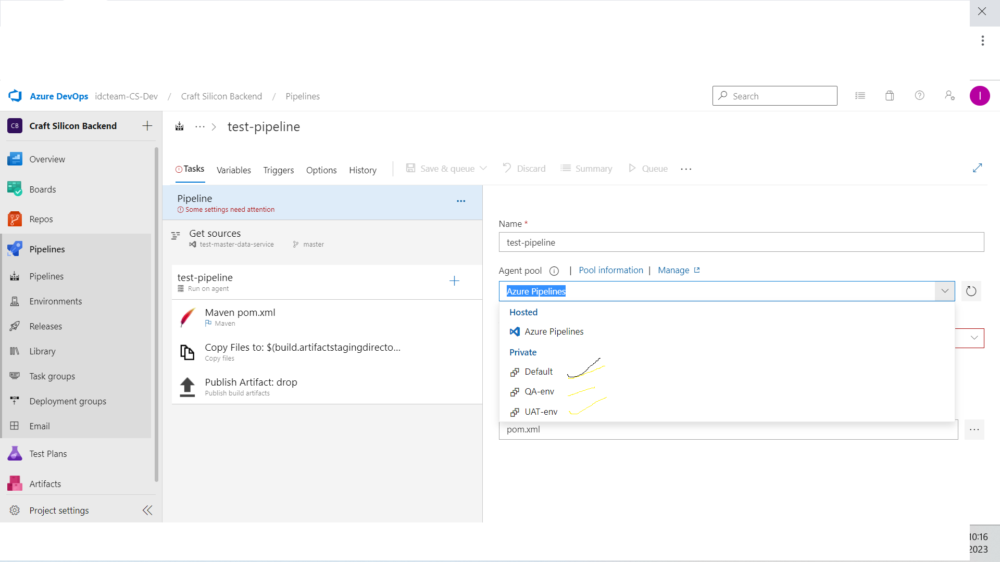 Azure DevOps idcteam-CS-Dev / Craft Silicon Backend / Pipelines
Search
I
CB Craft Silicon Backend
Overview
Boards
Repos
Pipelines
Pipelines
Environments
Releases
Library
Task groups
Deployment groups
Email
Test Plans
Artifacts
Project settings
test-pipeline
Tasks Variables Triggers Options History Save & queue Discard Summary Queue
Pipeline
Some settings need attention
Get sources
test-master-data-service master
test-pipeline
Run on agent
Maven pom.xml
Maven
Copy Files to: $(build.artifactstagingdirecto...
Copy files
Publish Artifact: drop
Publish build artifacts
Name *
test-pipeline
Agent pool | Pool information | Manage
Azure Pipelines
Hosted
Azure Pipelines
Private
Default
QA-env
UAT-env
pom.xml
10:16
2023